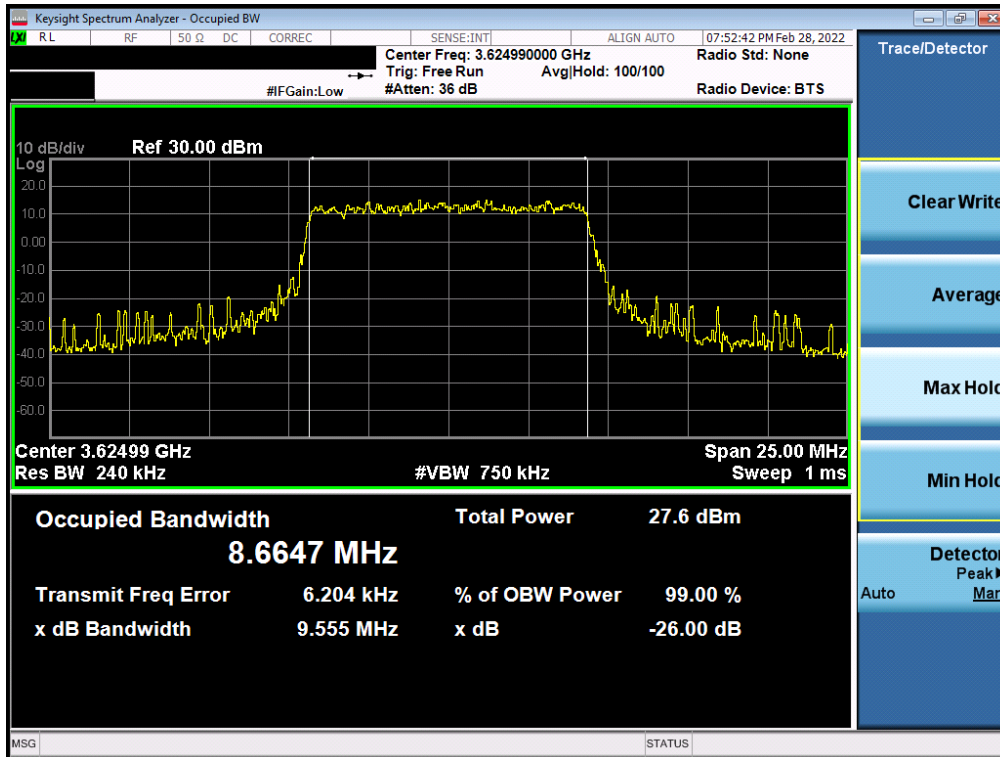 Keysight Spectrum Analyzer - Occupied BW
LXI RL RF 50 Ω DC CORREC SENSE:INT ALIGN AUTO 07:52:42 PM Feb 28, 2022
Center Freq: 3.624990000 GHz Radio Std: None
Trig: Free Run Avg|Hold: 100/100
#IFGain:Low #Atten: 36 dB Radio Device: BTS
Trace/Detector
10 dB/div Ref 30.00 dBm
Log
20.0
10.0
0.00
-10.0
-20.0
-30.0
-40.0
-50.0
-60.0
Center 3.62499 GHz Span 25.00 MHz
Res BW 240 kHz #VBW 750 kHz Sweep 1 ms
Occupied Bandwidth Total Power 27.6 dBm
8.6647 MHz
Transmit Freq Error 6.204 kHz % of OBW Power 99.00 %
x dB Bandwidth 9.555 MHz x dB -26.00 dB
Clear Write
Average
Max Hold
Min Hold
Detector
Peak
Auto Man
MSG STATUS